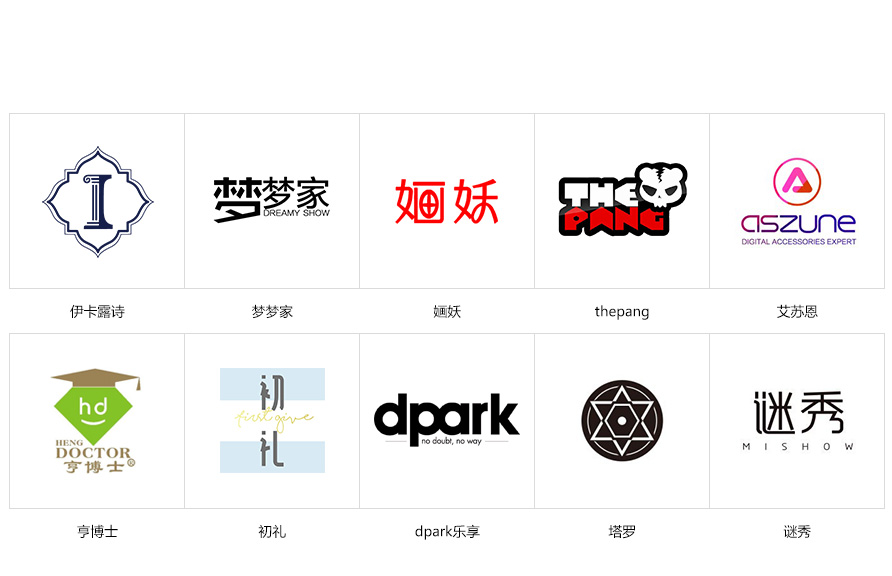 I
梦梦家
DREAMY SHOW
婳妖
THE
PANG
aszune
DIGITAL ACCESSORIES EXPERT
伊卡露诗
梦梦家
婳妖
thepang
艾苏恩
hd
HENG
DOCTOR
亨博士®
初
first give
礼
dpark
no doubt, no way
谜秀
MISHOW
亨博士
初礼
dpark乐享
塔罗
谜秀